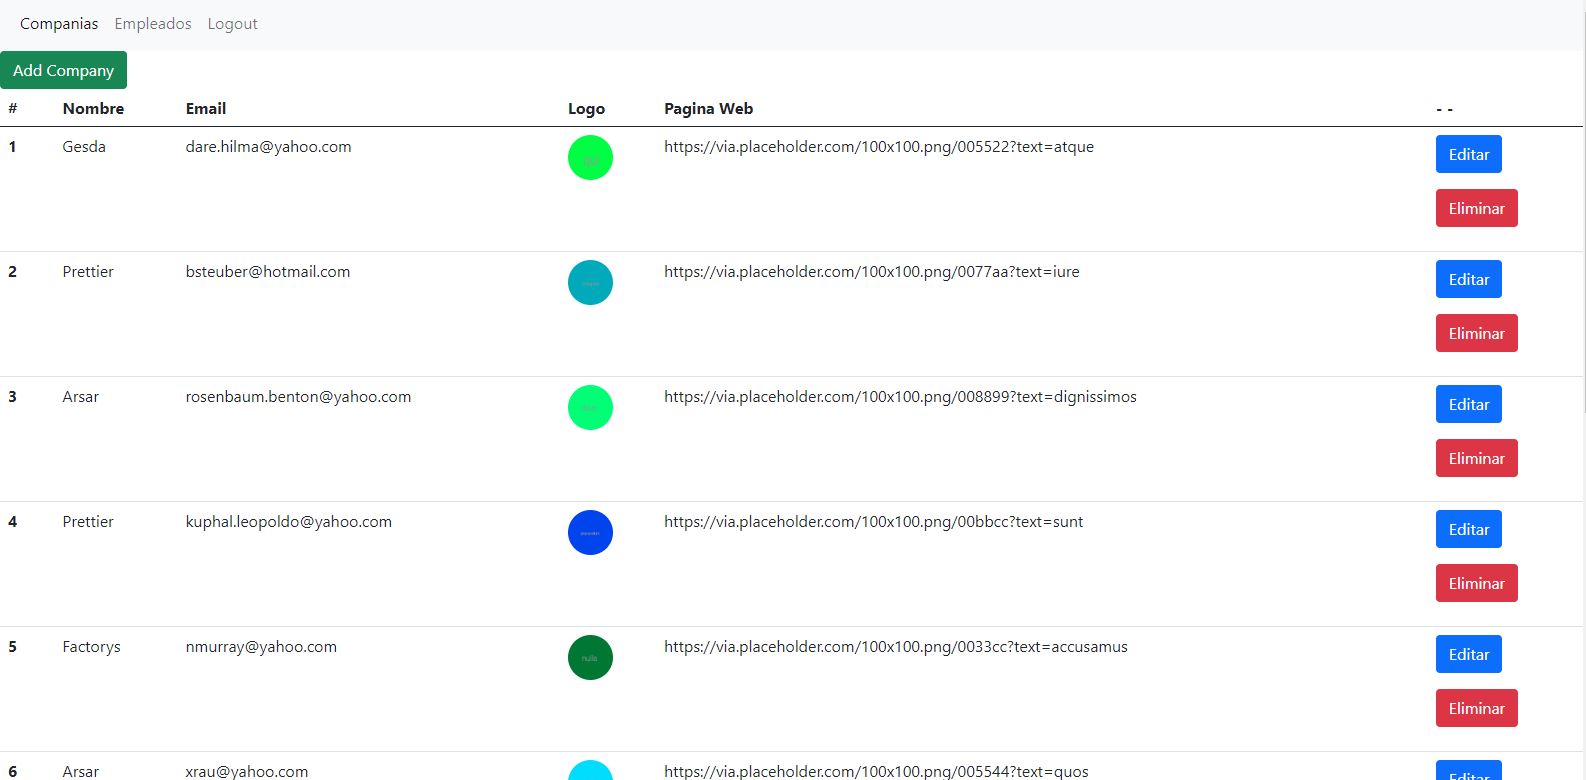 Companias Empleados Logout
Add Company
# Nombre Email Logo Pagina Web - -
1 Gesda dare.hilma@yahoo.com https://via.placeholder.com/100x100.png/005522?text=atque Editar
Eliminar
2 Prettier bsteuber@hotmail.com https://via.placeholder.com/100x100.png/0077aa?text=iure Editar
Eliminar
3 Arsar rosenbaum.benton@yahoo.com https://via.placeholder.com/100x100.png/008899?text=dignissimos Editar
Eliminar
4 Prettier kuphal.leopoldo@yahoo.com https://via.placeholder.com/100x100.png/00bbcc?text=sunt Editar
Eliminar
5 Factorys nmurray@yahoo.com nulla https://via.placeholder.com/100x100.png/0033cc?text=accusamus Editar
Eliminar
6 Arsar xrau@yahoo.com https://via.placeholder.com/100x100.png/005544?text=quos Editar